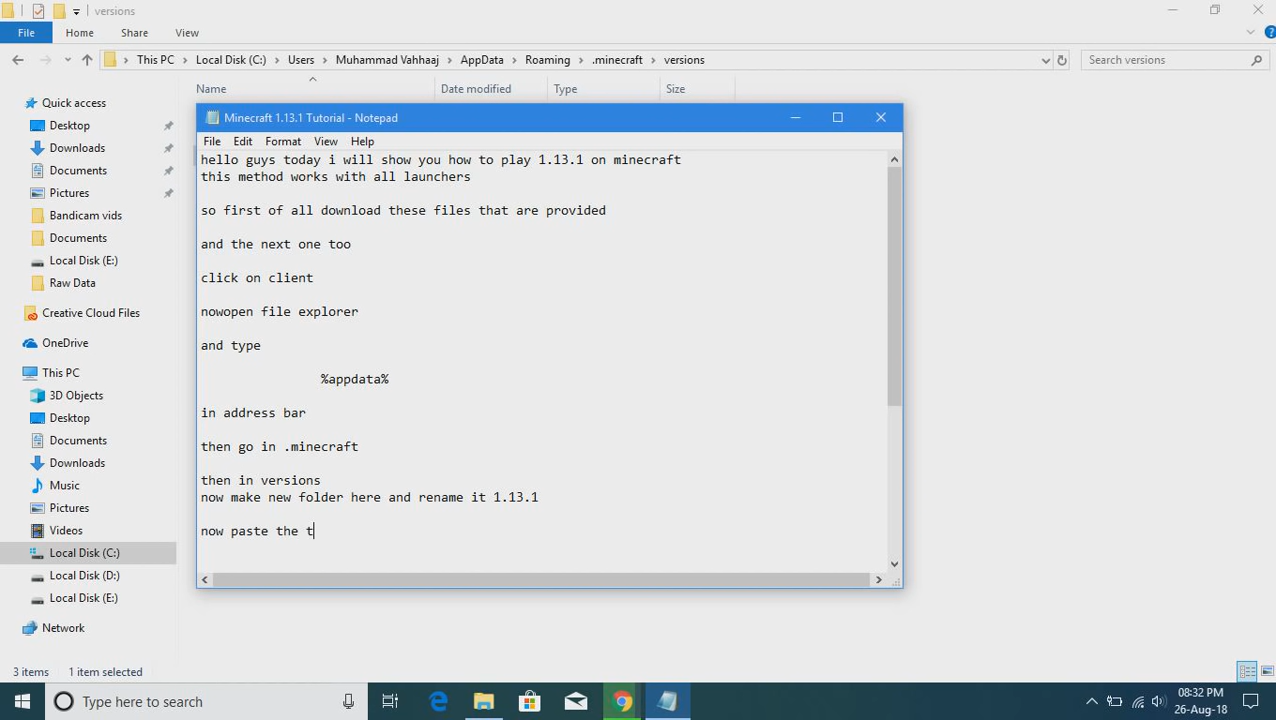 versions
File
Home
Share
View
This PC
Local Disk (C:)
Users
Muhammad Vahhaaj
AppData
Roaming
.minecraft
versions
Search versions
Name
Date modified
Type
Size
Quick access
Desktop
Downloads
Documents
Pictures
Bandicam vids
Documents
Local Disk (E:)
Raw Data
Creative Cloud Files
OneDrive
This PC
3D Objects
Desktop
Documents
Downloads
Music
Pictures
Videos
Local Disk (C:)
Local Disk (D:)
Local Disk (E:)
Network
Minecraft 1.13.1 Tutorial - Notepad
File
Edit
Format
View
Help
hello guys today i will show you how to play 1.13.1 on minecraft
this method works with all launchers
so first of all download these files that are provided
and the next one too
click on client
nowopen file explorer
and type
%appdata%
in address bar
then go in .minecraft
then in versions
now make new folder here and rename it 1.13.1
now paste the t
3 items
1 item selected
Type here to search
08:32 PM
26-Aug-18